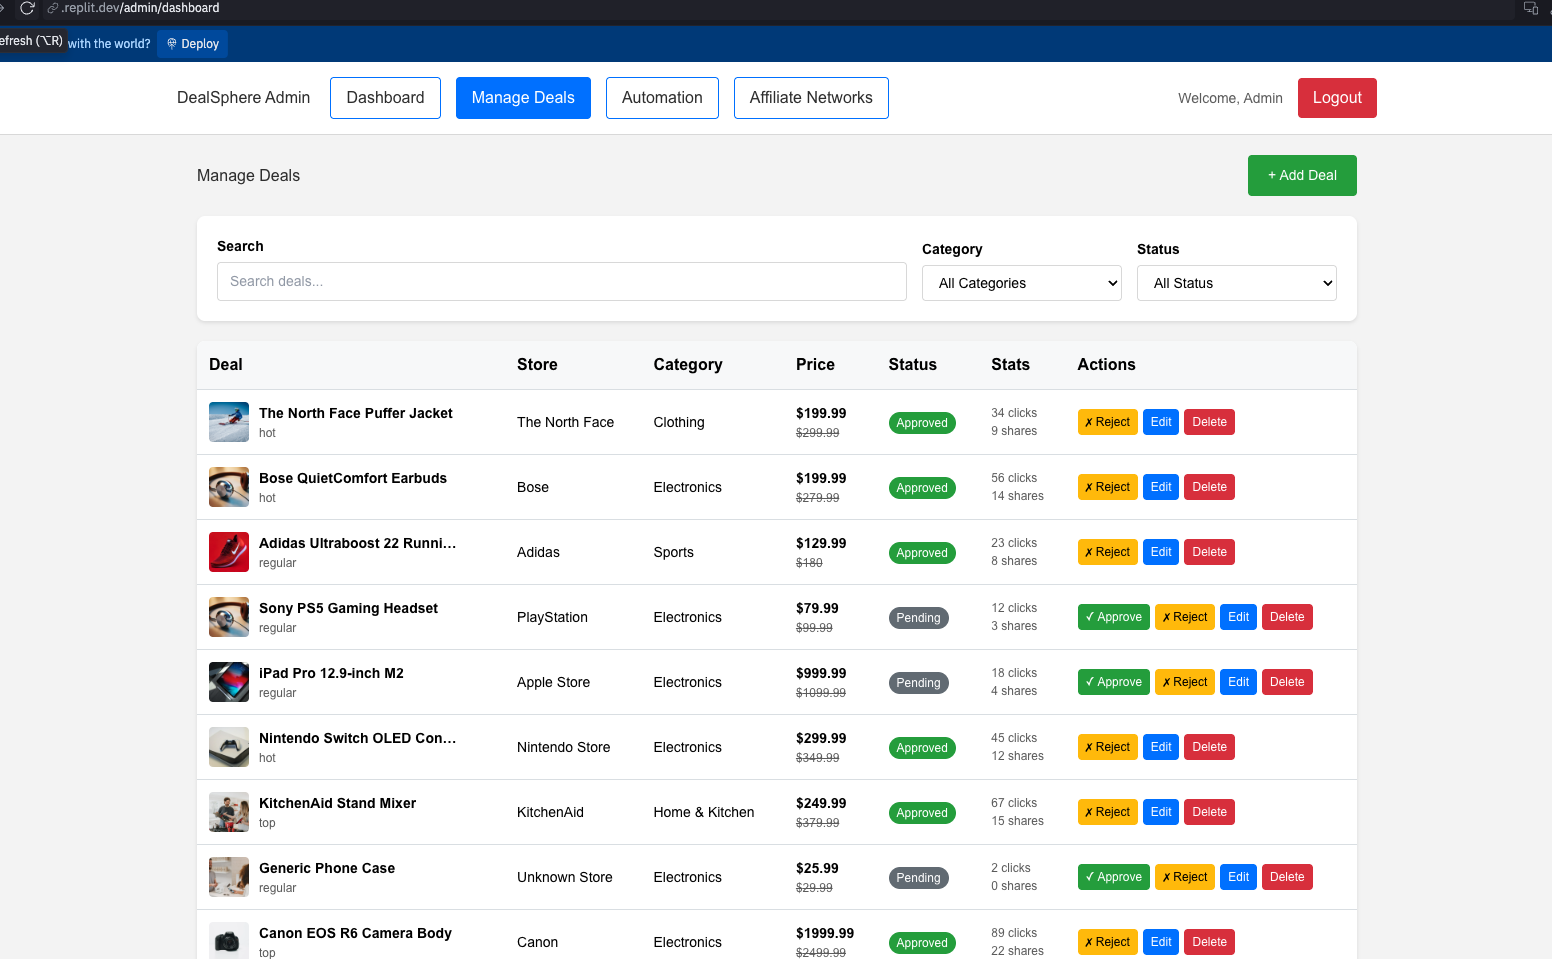 .replit.dev/admin/dashboard
efresh (⌥R) with the world? Deploy
DealSphere Admin Dashboard Manage Deals Automation Affiliate Networks Welcome, Admin Logout
Manage Deals + Add Deal
Search Category Status
Search deals... All Categories All Status
Deal Store Category Price Status Stats Actions
The North Face Puffer Jacket The North Face Clothing $199.99 Approved 34 clicks ✗ Reject Edit Delete
hot $299.99 9 shares
Bose QuietComfort Earbuds Bose Electronics $199.99 Approved 56 clicks ✗ Reject Edit Delete
hot $279.99 14 shares
Adidas Ultraboost 22 Runni... Adidas Sports $129.99 Approved 23 clicks ✗ Reject Edit Delete
regular $180 8 shares
Sony PS5 Gaming Headset PlayStation Electronics $79.99 Pending 12 clicks ✓ Approve ✗ Reject Edit Delete
regular $99.99 3 shares
iPad Pro 12.9-inch M2 Apple Store Electronics $999.99 Pending 18 clicks ✓ Approve ✗ Reject Edit Delete
regular $1099.99 4 shares
Nintendo Switch OLED Con... Nintendo Store Electronics $299.99 Approved 45 clicks ✗ Reject Edit Delete
hot $349.99 12 shares
KitchenAid Stand Mixer KitchenAid Home & Kitchen $249.99 Approved 67 clicks ✗ Reject Edit Delete
top $379.99 15 shares
Generic Phone Case Unknown Store Electronics $25.99 Pending 2 clicks ✓ Approve ✗ Reject Edit Delete
regular $29.99 0 shares
Canon EOS R6 Camera Body Canon Electronics $1999.99 Approved 89 clicks ✗ Reject Edit Delete
top $2499.99 22 shares